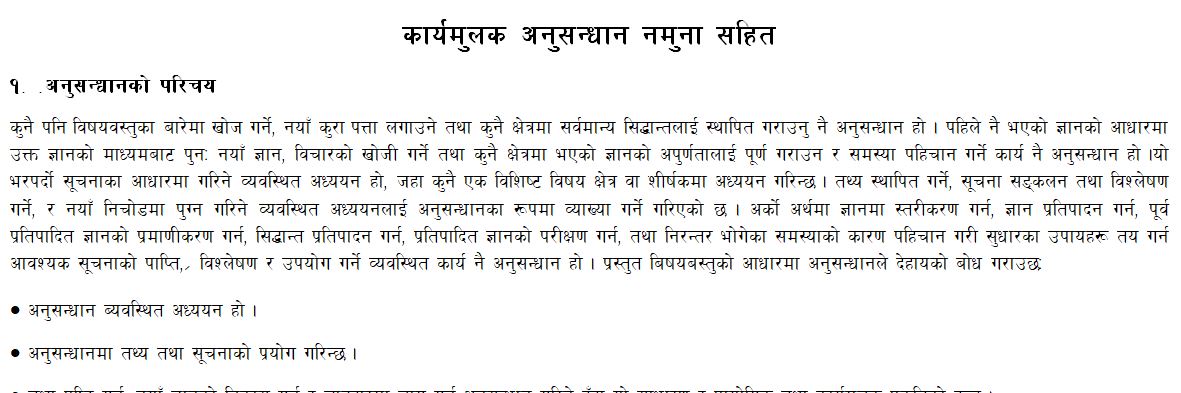 कार्यमुलक अनुसन्धान नमुना सहित
१. .अनुसन्धानको परिचय
कुनै पनि विषयवस्तुका बारेमा खोज गर्ने, नयाँ कुरा पत्ता लगाउने तथा कुनै क्षेत्रमा सर्वमान्य सिद्धान्तलाई स्थापित गराउनु नै अनुसन्धान हो । पहिले नै भएको ज्ञानको आधारमा
उक्त ज्ञानको माध्यमबाट पुन: नयाँ ज्ञान, विचारको खोजी गर्ने तथा कुनै क्षेत्रमा भएको ज्ञानको अपुर्णतालाई पूर्ण गराउन र समस्या पहिचान गर्ने कार्य नै अनुसन्धान हो ।यो
भरपर्दो सूचनाका आधारमा गरिने व्यवस्थित अध्ययन हो, जहा कुनै एक विशिष्ट विषय क्षेत्र वा शीर्षकमा अध्ययन गरिन्छ । तथ्य स्थापित गर्ने, सूचना सङ्कलन तथा विश्लेषण
गर्ने, र नयाँ निचोडमा पुग्न गरिने व्यवस्थित अध्ययनलाई अनुसन्धानका रूपमा व्याख्या गर्ने गरिएको छ । अर्को अर्थमा ज्ञानमा स्तरीकरण गर्न, ज्ञान प्रतिपादन गर्न, पूर्व
प्रतिपादित ज्ञानको प्रमाणीकरण गर्न, सिद्धान्त प्रतिपादन गर्न, प्रतिपादित ज्ञानको परीक्षण गर्न, तथा निरन्तर भोगेका समस्याको कारण पहिचान गरी सुधारका उपायहरू तय गर्न
आवश्यक सूचनाको पाप्ति, विश्लेषण र उपयोग गर्ने व्यवस्थित कार्य नै अनुसन्धान हो । प्रस्तुत बिषयबस्तुको आधारमा अनुसन्धानले देहायको बोध गराउछ
● अनुसन्धान व्यवस्थित अध्ययन हो ।
● अनुसन्धानमा तथ्य तथा सूचनाको प्रयोग गरिन्छ ।